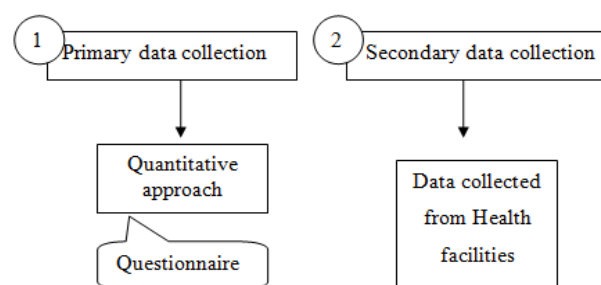 1
Primary data collection
Quantitative
approach
Questionnaire
2
Secondary data collection
Data collected
from Health
facilities